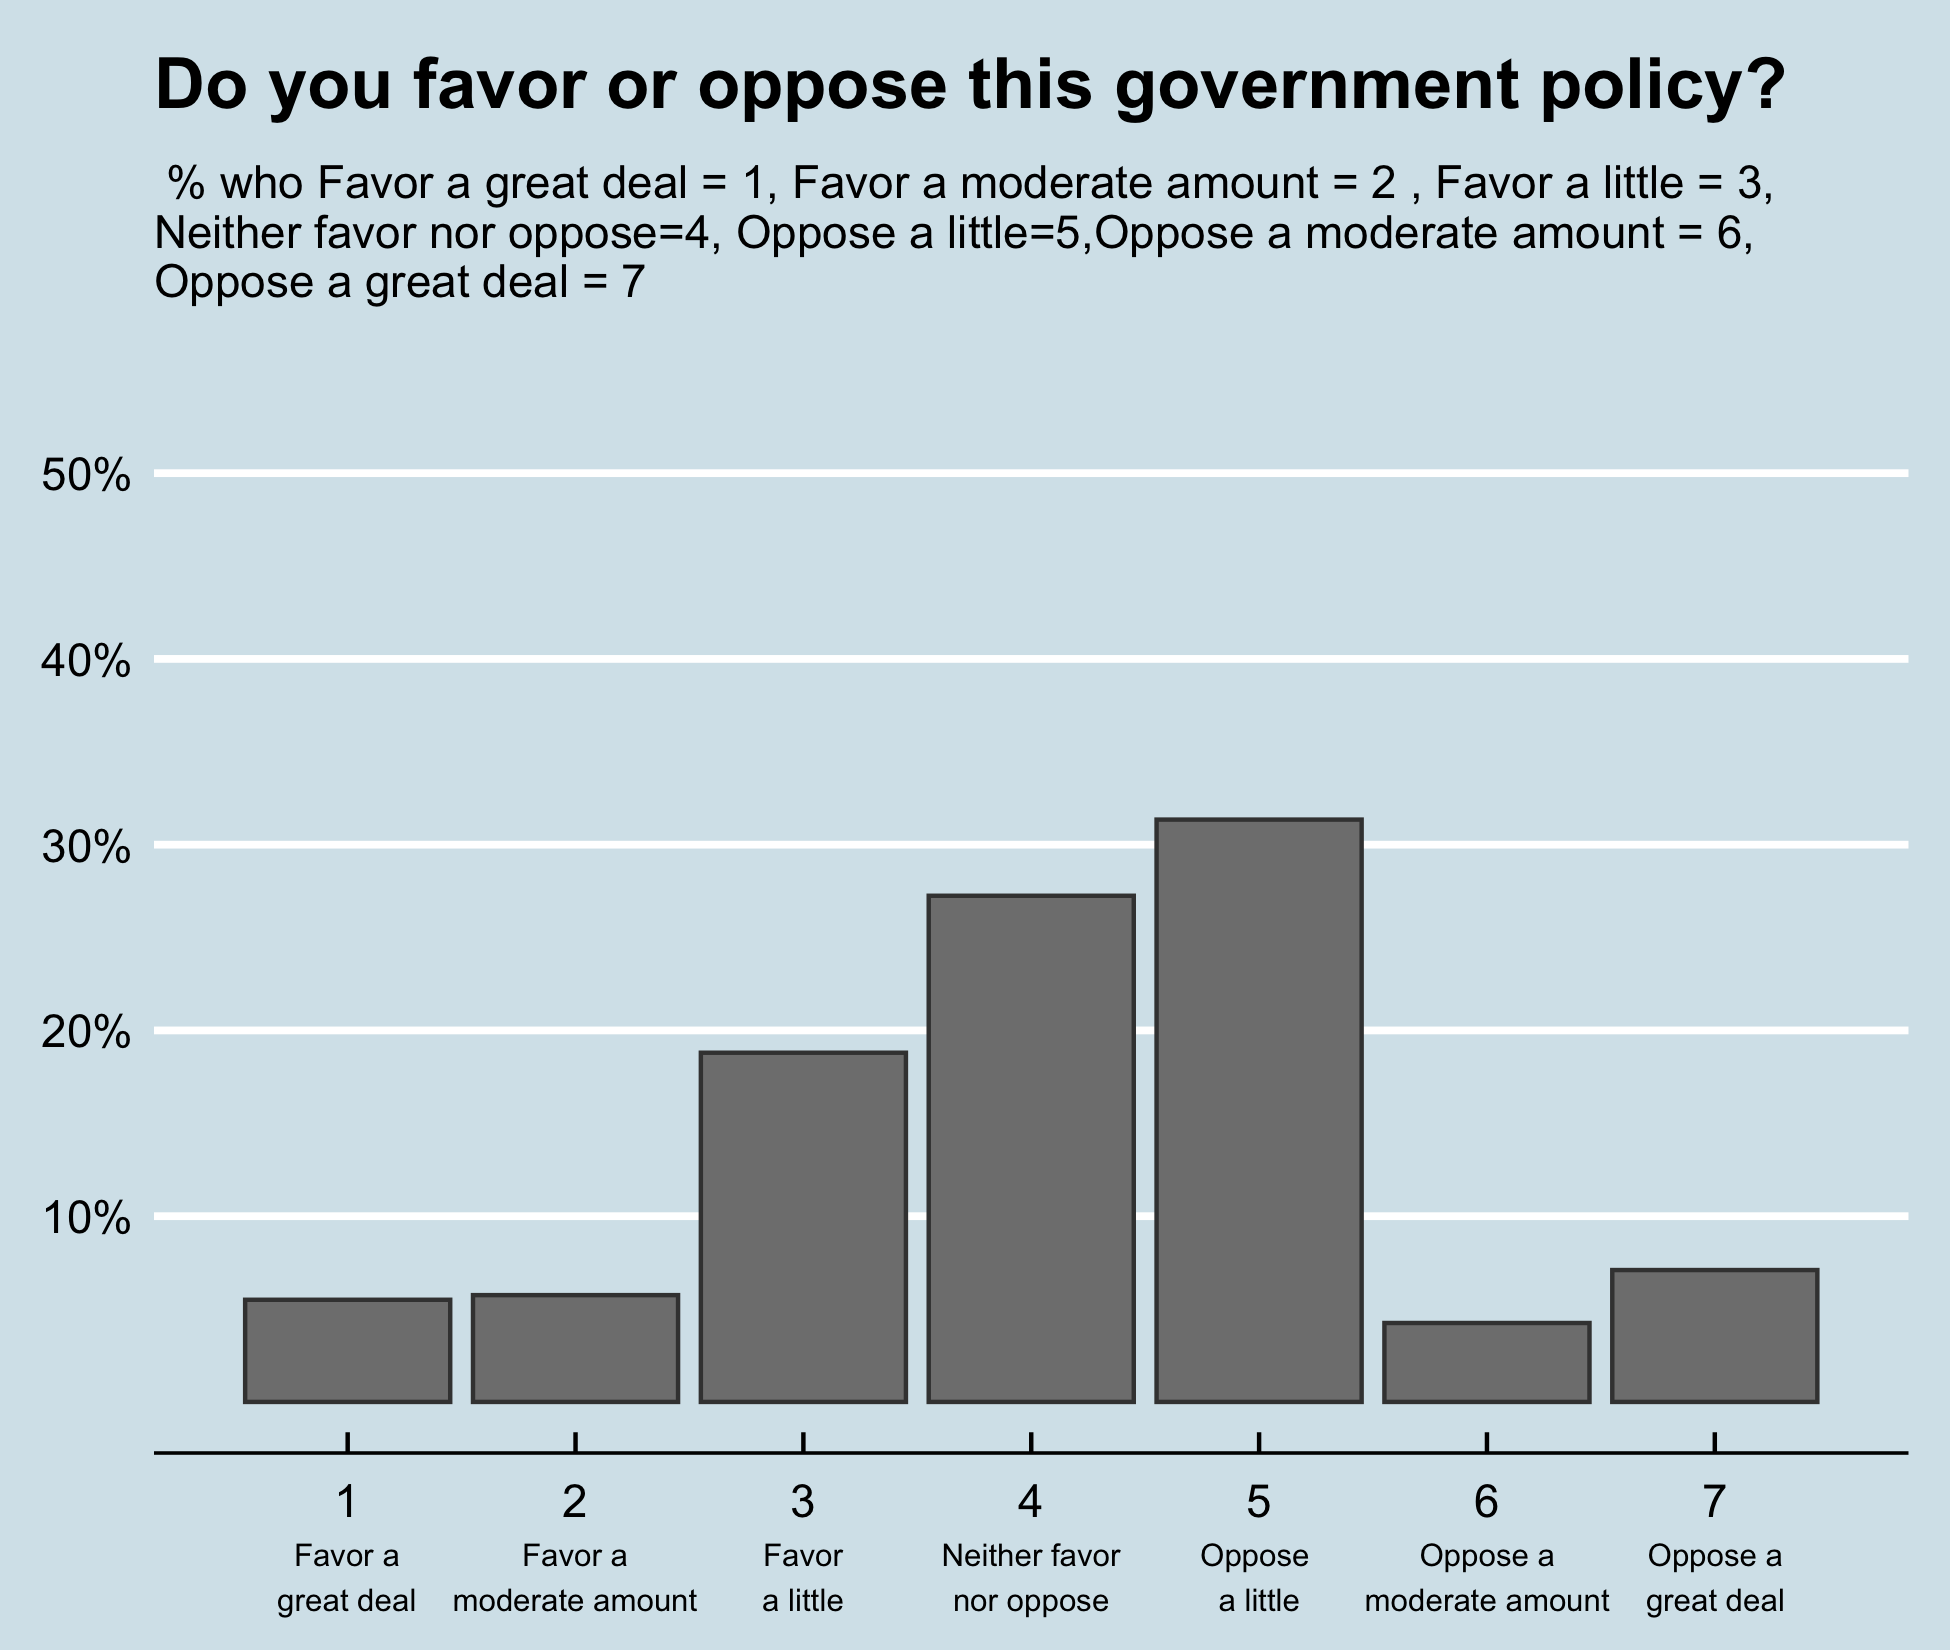 Do you favor or oppose this government policy?
% who Favor a great deal = 1, Favor a moderate amount = 2 , Favor a little = 3,
Neither favor nor oppose=4, Oppose a little=5,Oppose a moderate amount = 6,
Oppose a great deal = 7
50%
40%
30%
20%
10%
1 2 3 4 5 6 7
Favor a Favor a Favor Neither favor Oppose Oppose a Oppose a
great deal moderate amount a little nor oppose a little moderate amount great deal